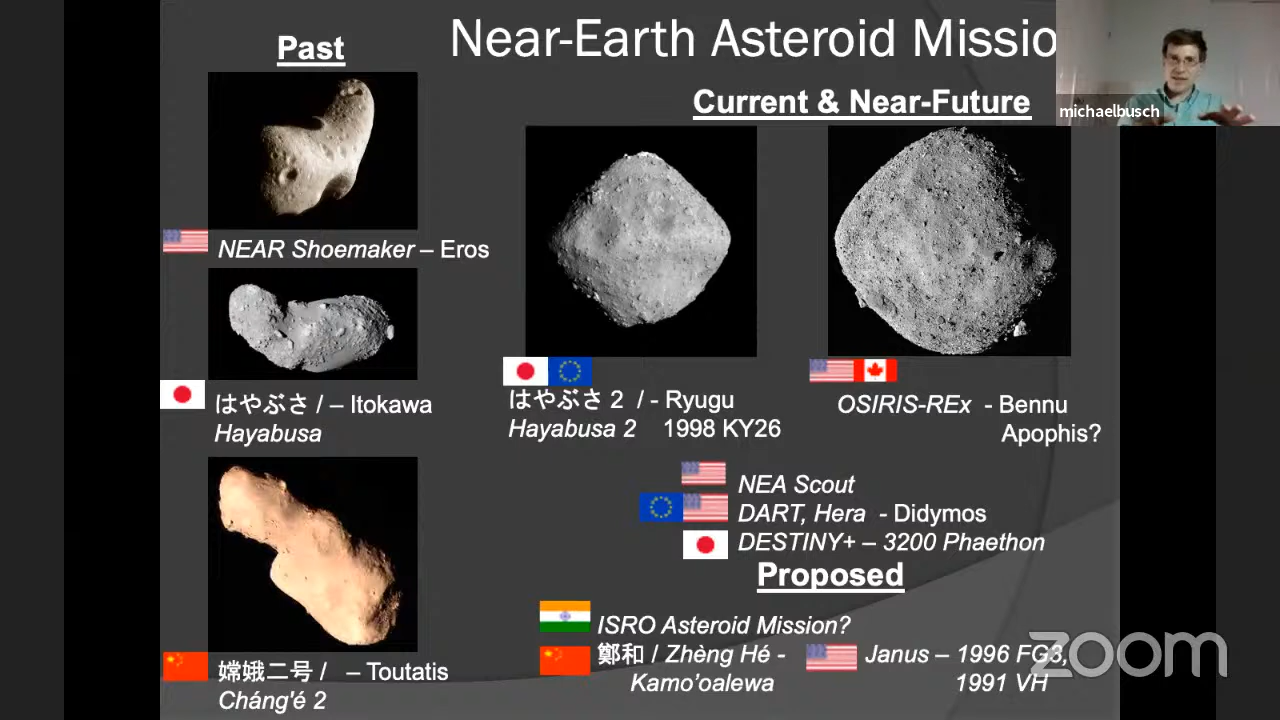 Near-Earth Asteroid Missio
Past
Current & Near-Future
michaelbusch
NEAR Shoemaker – Eros
はやぶさ / – Itokawa
Hayabusa
嫦娥二号 / – Toutatis
Cháng'é 2
はやぶさ 2 / - Ryugu
Hayabusa 2 1998 KY26
OSIRIS-REx - Bennu
Apophis?
NEA Scout
DART, Hera - Didymos
DESTINY+ – 3200 Phaethon
Proposed
ISRO Asteroid Mission?
鄭和 / Zhèng Hé -
Kamo'oalewa
Janus – 1996 FG3,
1991 VH
zoom